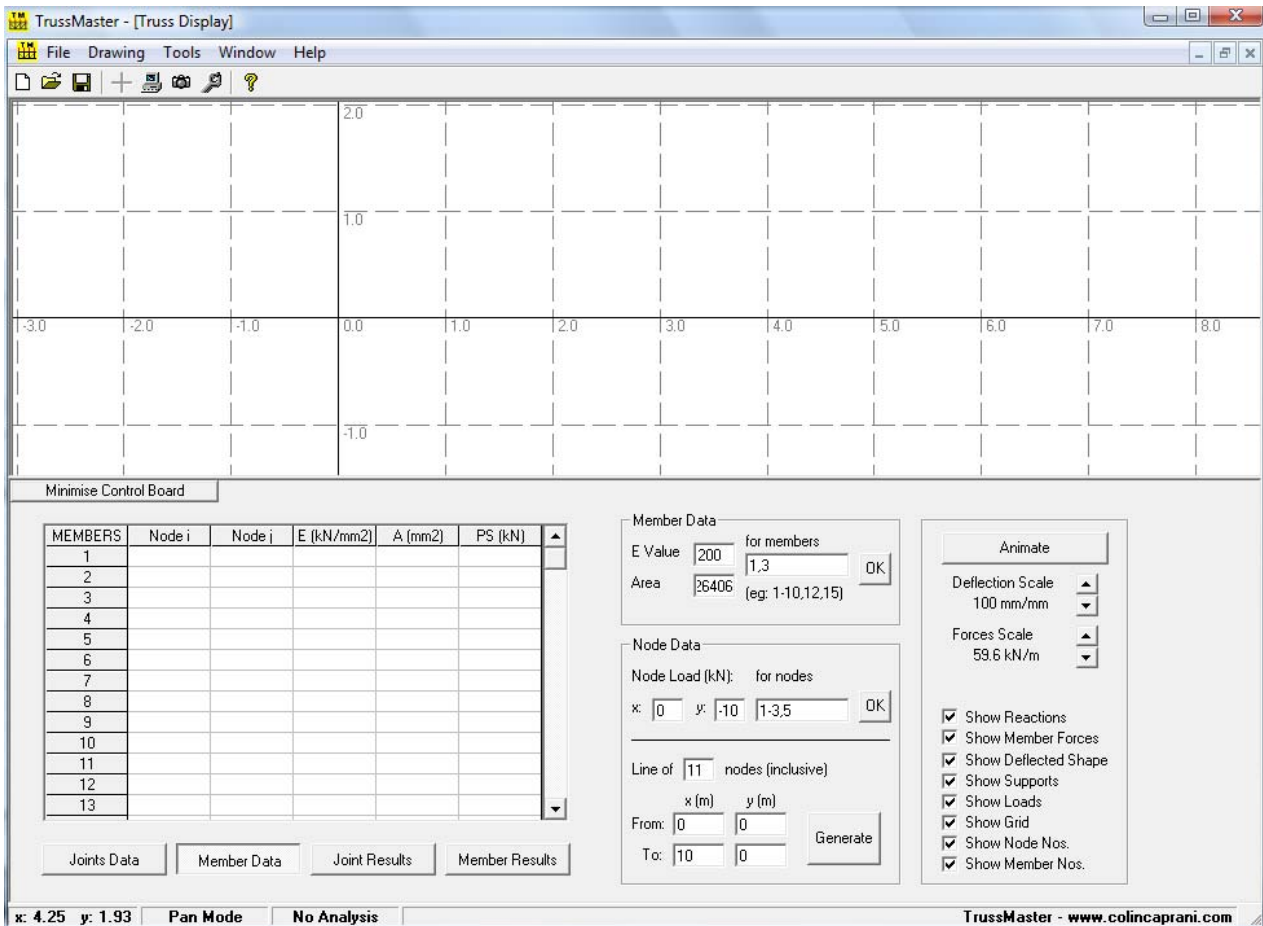 TrussMaster - [Truss Display]
File Drawing Tools Window Help
2.0
1.0
-3.0 -2.0 -1.0 0.0 1.0 2.0 3.0 4.0 5.0 6.0 7.0 8.0
-1.0
Minimise Control Board
MEMBERS Node i Node j E (kN/mm2) A (mm2) PS (kN)
1
2
3
4
5
6
7
8
9
10
11
12
13
Joints Data Member Data Joint Results Member Results
Member Data
E Value 200 for members
1,3 OK
Area 26406 (eg: 1-10,12,15)
Node Data
Node Load (kN): for nodes
x: 0 y: -10 1-3,5 OK
Line of 11 nodes (inclusive)
x (m) y (m)
From: 0 0
To: 10 0
Generate
Animate
Deflection Scale
100 mm/mm
Forces Scale
59.6 kN/m
Show Reactions
Show Member Forces
Show Deflected Shape
Show Supports
Show Loads
Show Grid
Show Node Nos.
Show Member Nos.
x: 4.25 y: 1.93 Pan Mode No Analysis TrussMaster - www.colincaprani.com